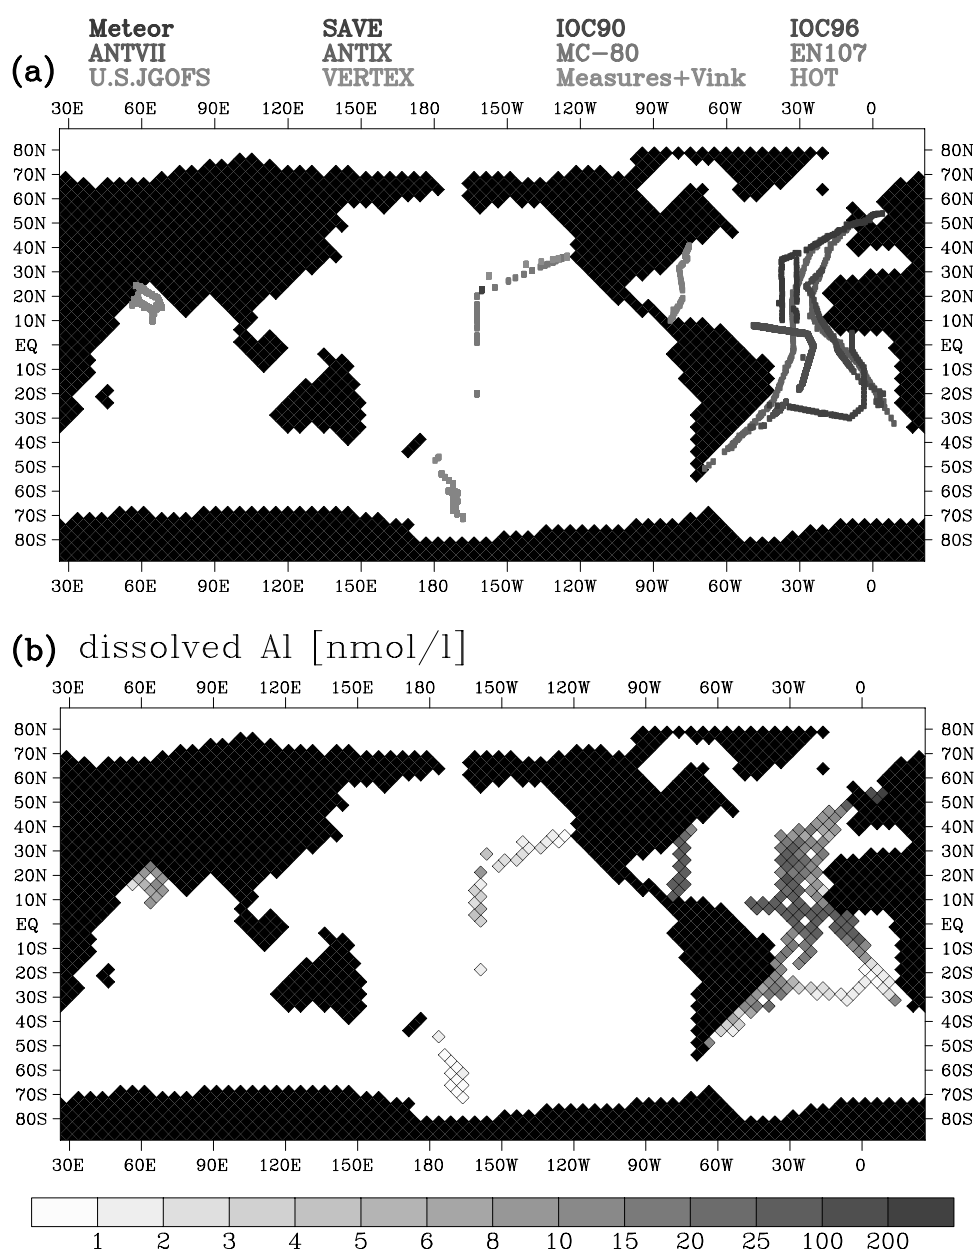 Meteor SAVE IOC90 IOC96
ANTVII ANTIX MC-80 EN107
(a) U.S.JGOFS VERTEX Measures+Vink HOT
30E 60E 90E 120E 150E 180 150W 120W 90W 60W 30W 0
80N 80N
70N 70N
60N 60N
50N 50N
40N 40N
30N 30N
20N 20N
10N 10N
EQ EQ
10S 10S
20S 20S
30S 30S
40S 40S
50S 50S
60S 60S
70S 70S
80S 80S
30E 60E 90E 120E 150E 180 150W 120W 90W 60W 30W 0
(b) dissolved Al [nmol/l]
30E 60E 90E 120E 150E 180 150W 120W 90W 60W 30W 0
80N 80N
70N 70N
60N 60N
50N 50N
40N 40N
30N 30N
20N 20N
10N 10N
EQ EQ
10S 10S
20S 20S
30S 30S
40S 40S
50S 50S
60S 60S
70S 70S
80S 80S
30E 60E 90E 120E 150E 180 150W 120W 90W 60W 30W 0
1 2 3 4 5 6 8 10 15 20 25 100 200